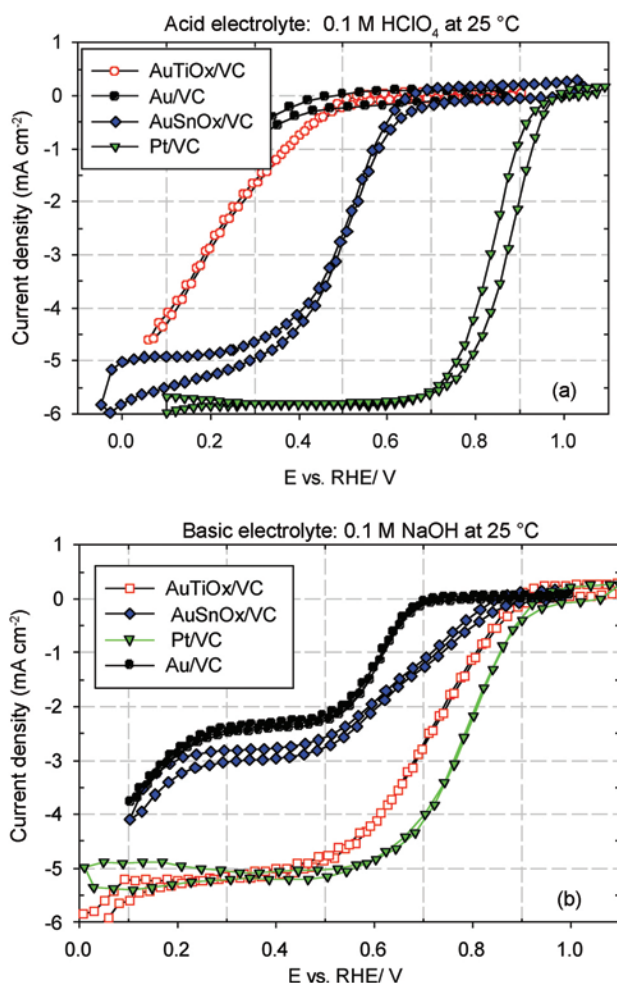 Acid electrolyte: 0.1 M HClO4 at 25 °C
1
0
-1
-2
-3
-4
-5
-6
Current density (mA cm-2)
AuTiOx/VC
Au/VC
AuSnOx/VC
Pt/VC
(a)
0.0 0.2 0.4 0.6 0.8 1.0
E vs. RHE/ V
Basic electrolyte: 0.1 M NaOH at 25 °C
1
0
-1
-2
-3
-4
-5
-6
Current density (mA cm-2)
AuTiOx/VC
AuSnOx/VC
Pt/VC
Au/VC
(b)
0.0 0.2 0.4 0.6 0.8 1.0
E vs. RHE/ V